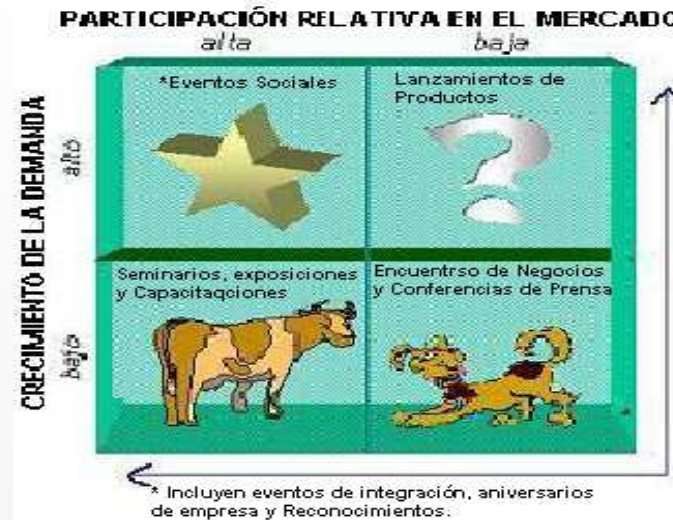 PARTICIPACIÓN RELATIVA EN EL MERCADO
alta baja
CRECIMIENTO DE LA DEMANDA
alto
*Eventos Sociales
Lanzamientos de
Productos
bajo
Seminarios, exposiciones
y Capacitaqciones
Encuentrso de Negocios
y Conferencias de Prensa
* Incluyen eventos de integración, aniversarios
de empresa y Reconocimientos.